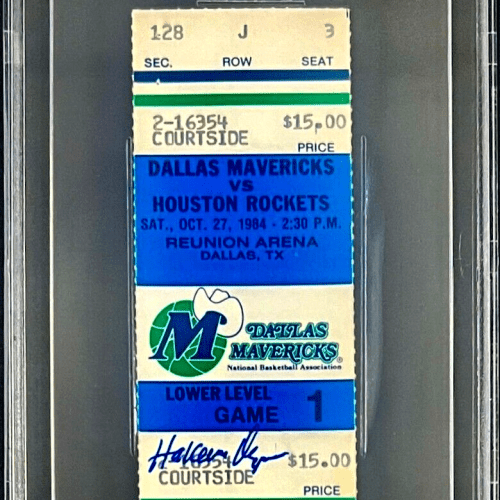 128 J 3
SEC. ROW SEAT
2-16354 $15.00
COURTSIDE PRICE
DALLAS MAVERICKS
VS
HOUSTON ROCKETS
SAT., OCT. 27, 1984 - 2:30 P.M.
REUNION ARENA
DALLAS, TX
M
DALLAS
MAVERICKS®
National Basketball Association
LOWER LEVEL
GAME 1
2-16354 $15.00
COURTSIDE
PRICE